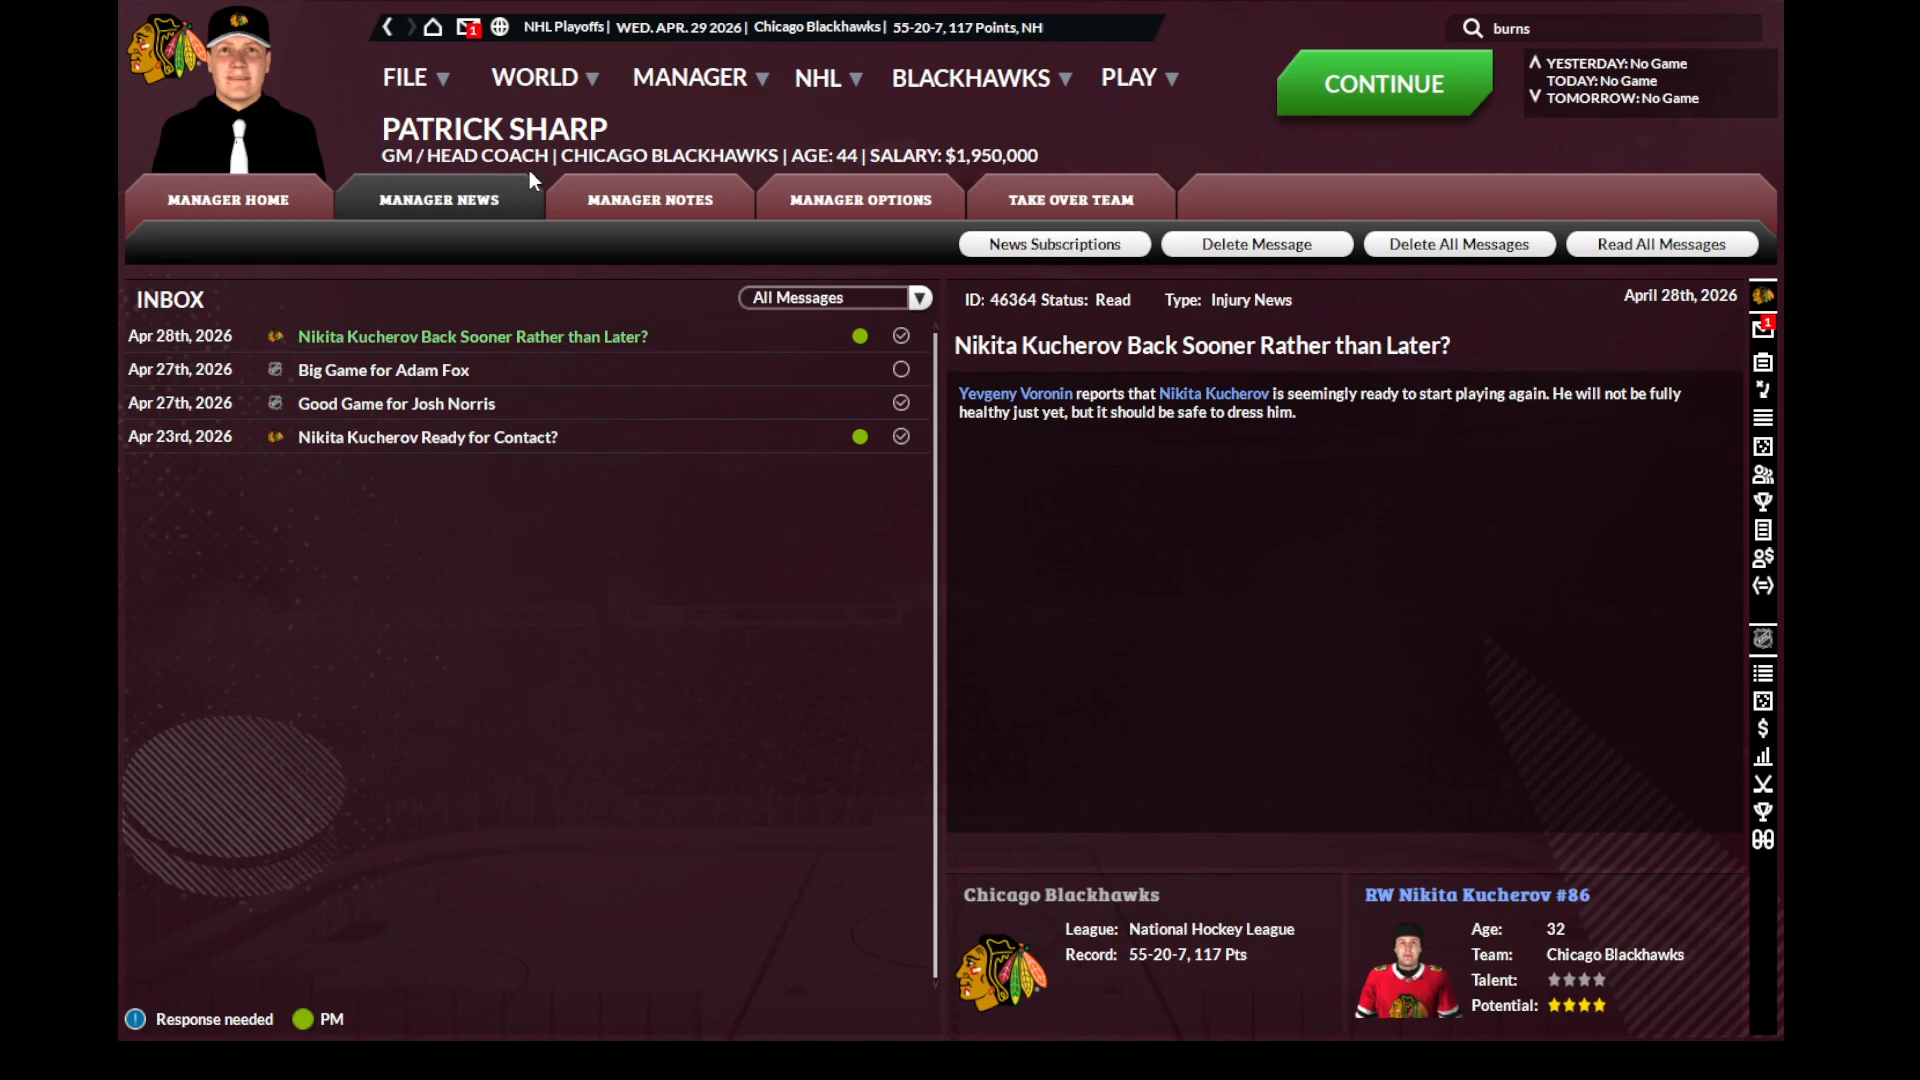 NHL Playoffs | WED. APR. 29 2026 | Chicago Blackhawks | 55-20-7, 117 Points, NH
1
burns
FILE WORLD MANAGER NHL BLACKHAWKS PLAY
CONTINUE
YESTERDAY: No Game
TODAY: No Game
TOMORROW: No Game
PATRICK SHARP
GM / HEAD COACH | CHICAGO BLACKHAWKS | AGE: 44 | SALARY: $1,950,000
MANAGER HOME MANAGER NEWS MANAGER NOTES MANAGER OPTIONS TAKE OVER TEAM
News Subscriptions Delete Message Delete All Messages Read All Messages
INBOX
All Messages
Apr 28th, 2026 Nikita Kucherov Back Sooner Rather than Later?
Apr 27th, 2026 Big Game for Adam Fox
Apr 27th, 2026 Good Game for Josh Norris
Apr 23rd, 2026 Nikita Kucherov Ready for Contact?
Response needed PM
ID: 46364 Status: Read Type: Injury News April 28th, 2026
Nikita Kucherov Back Sooner Rather than Later?
Yevgeny Voronin reports that Nikita Kucherov is seemingly ready to start playing again. He will not be fully
healthy just yet, but it should be safe to dress him.
Chicago Blackhawks
League: National Hockey League
Record: 55-20-7, 117 Pts
RW Nikita Kucherov #86
Age: 32
Team: Chicago Blackhawks
Talent:
Potential:
1